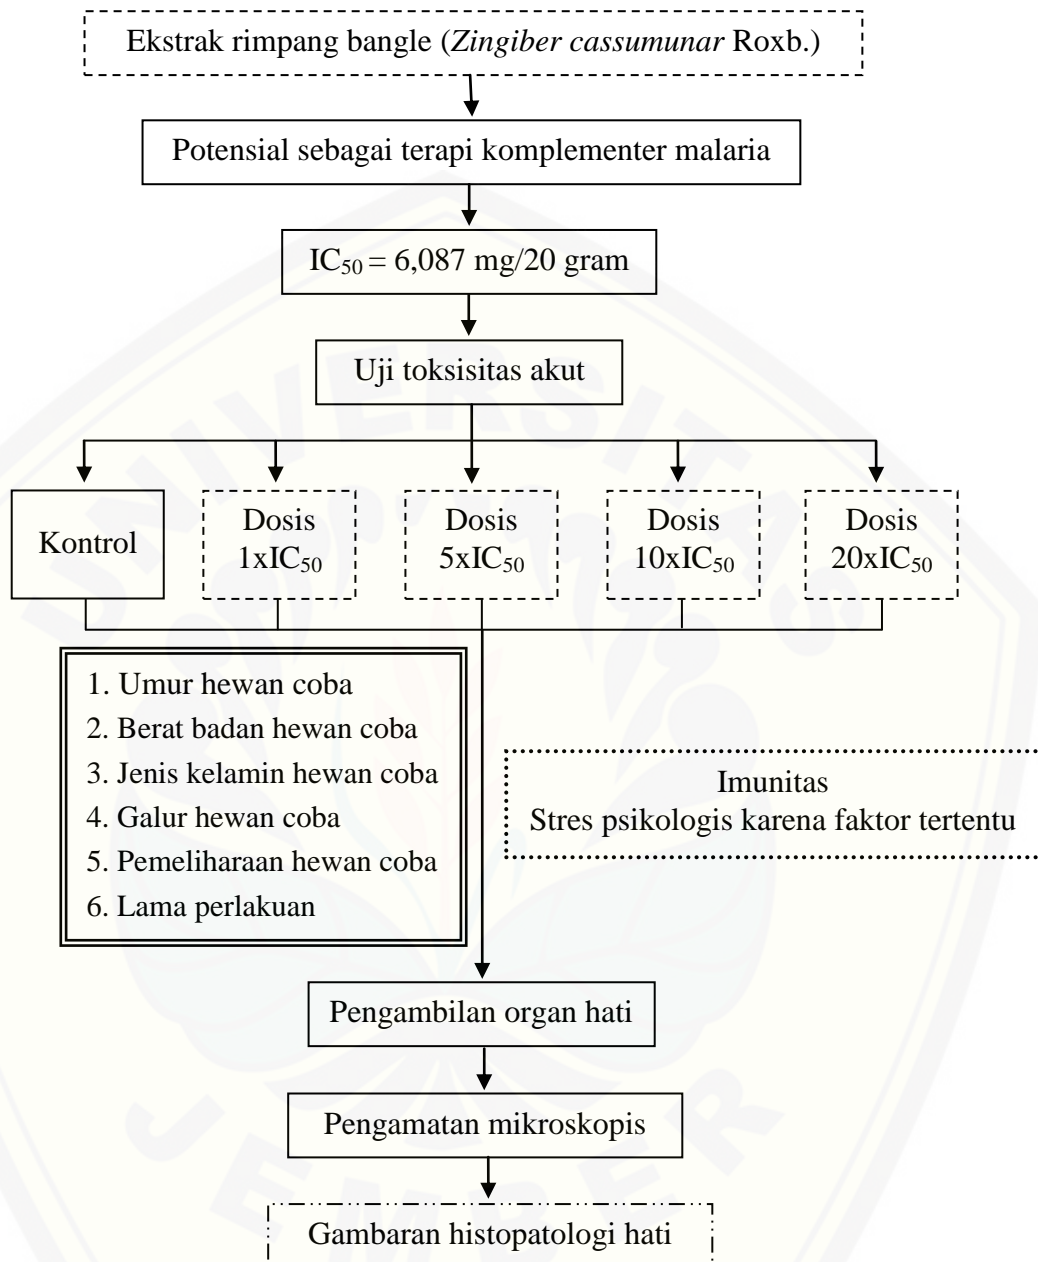 Ekstrak rimpang bangle (Zingiber cassumunar Roxb.)
Potensial sebagai terapi komplementer malaria
IC50 = 6,087 mg/20 gram
Uji toksisitas akut
Kontrol
Dosis
1xIC50
Dosis
5xIC50
Dosis
10xIC50
Dosis
20xIC50
1. Umur hewan coba
2. Berat badan hewan coba
3. Jenis kelamin hewan coba
4. Galur hewan coba
5. Pemeliharaan hewan coba
6. Lama perlakuan
Imunitas
Stres psikologis karena faktor tertentu
Pengambilan organ hati
Pengamatan mikroskopis
Gambaran histopatologi hati
UNIVERSITAS
JEMBER